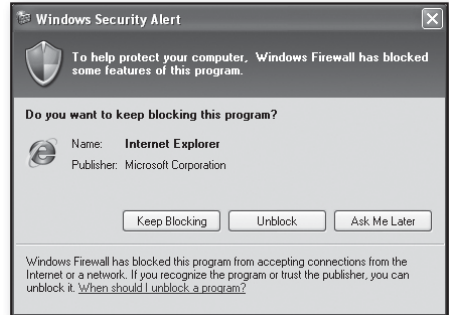 Windows Security Alert
To help protect your computer, Windows Firewall has blocked
some features of this program.
Do you want to keep blocking this program?
Name: Internet Explorer
Publisher: Microsoft Corporation
Keep Blocking Unblock Ask Me Later
Windows Firewall has blocked this program from accepting connections from the
Internet or a network. If you recognize the program or trust the publisher, you can
unblock it. When should I unblock a program?